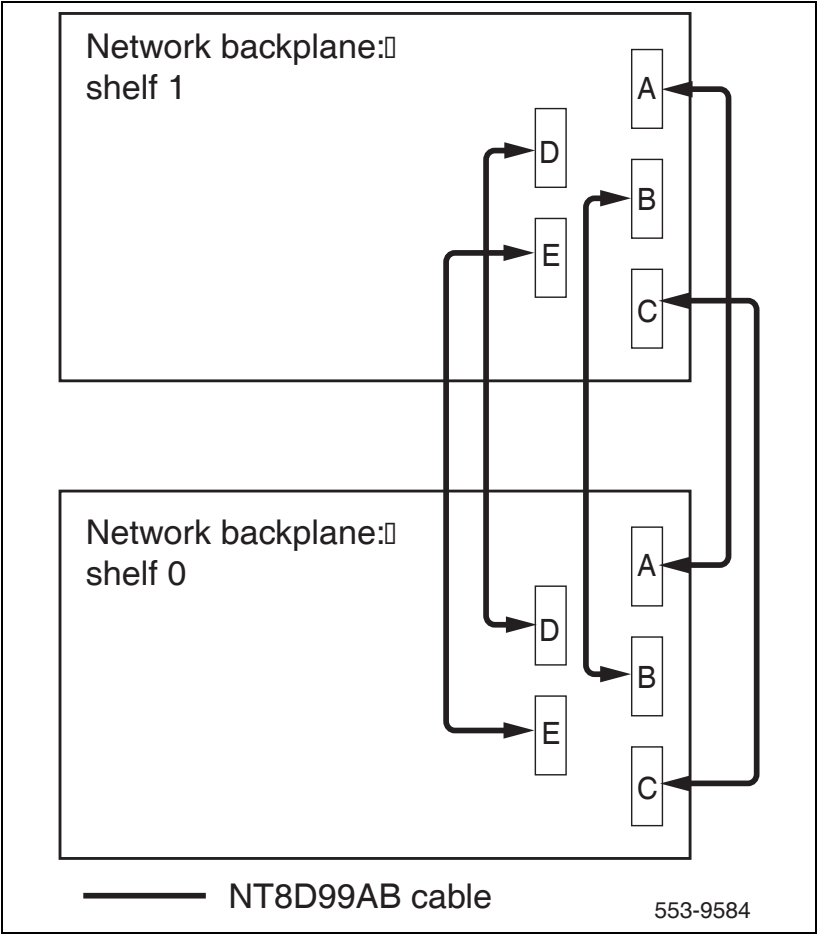 Network backplane:▯
shelf 1
A
D
B
E
C
Network backplane:▯
shelf 0
A
D
B
E
C
NT8D99AB cable
553-9584